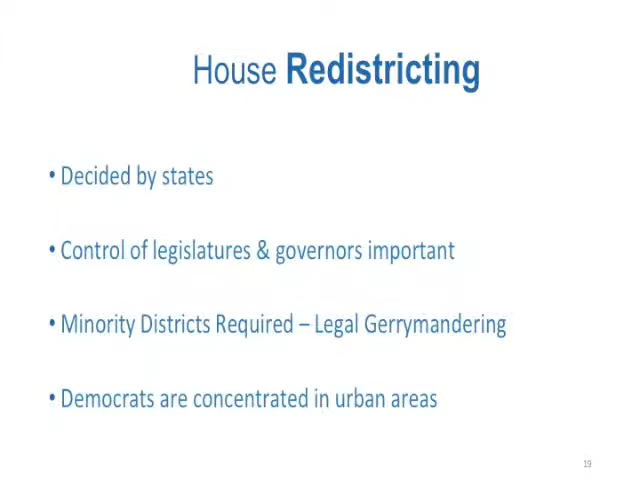 House Redistricting
• Decided by states
• Control of legislatures & governors important
• Minority Districts Required – Legal Gerrymandering
• Democrats are concentrated in urban areas
19